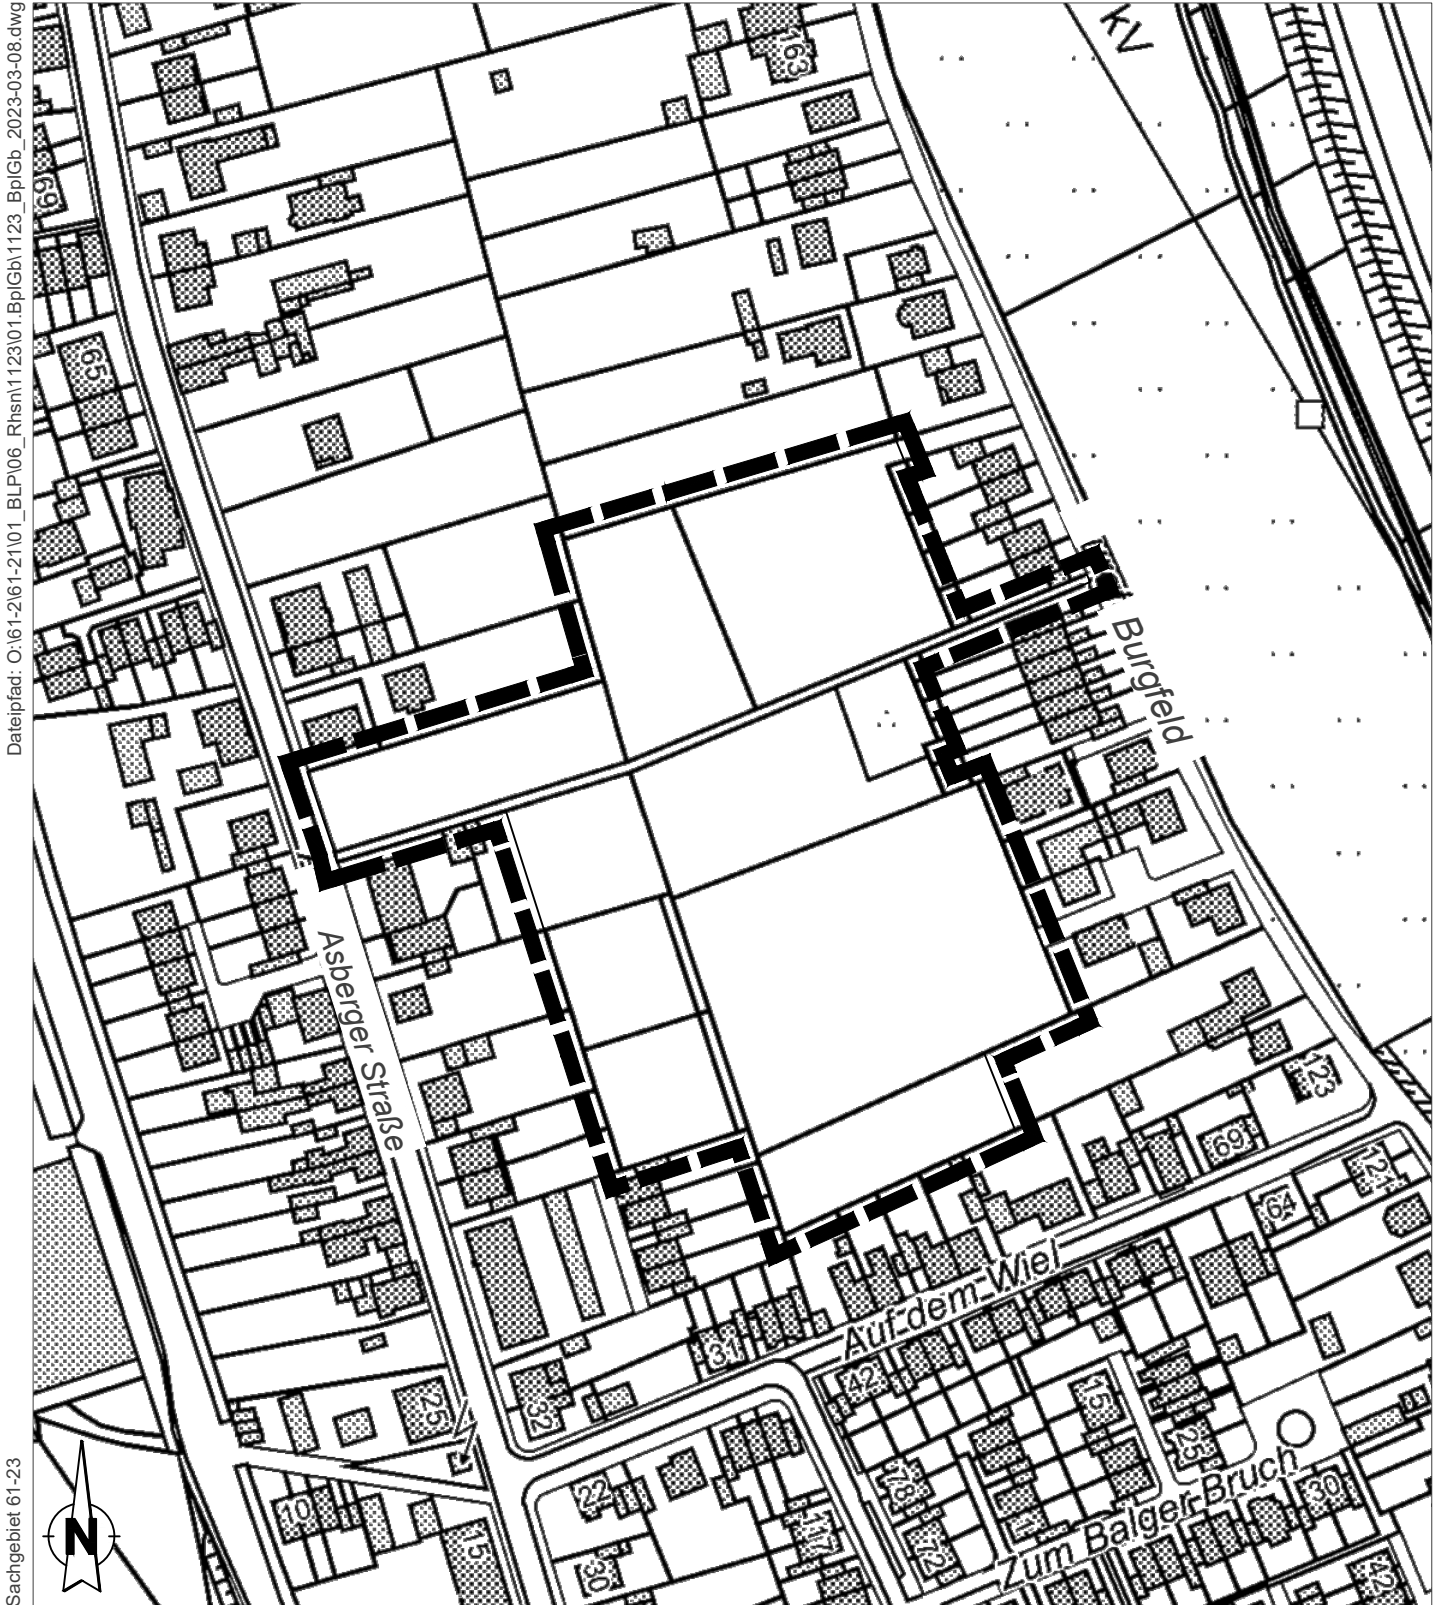 Dateipfad: O:\61-2\61-21\01_BLP\06_Rhsn\1123\01.BplGb\1123_BplGb_2023-03-08.dwg
Sachgebiet 61-23
kV
163
69
65
Burgfeld
Asberger Straße
123
69
121
64
Auf dem Wiel
31
42
32
25
15
25
22
78
Zum Balger Bruch
30
10
17
72
15
30
42
N